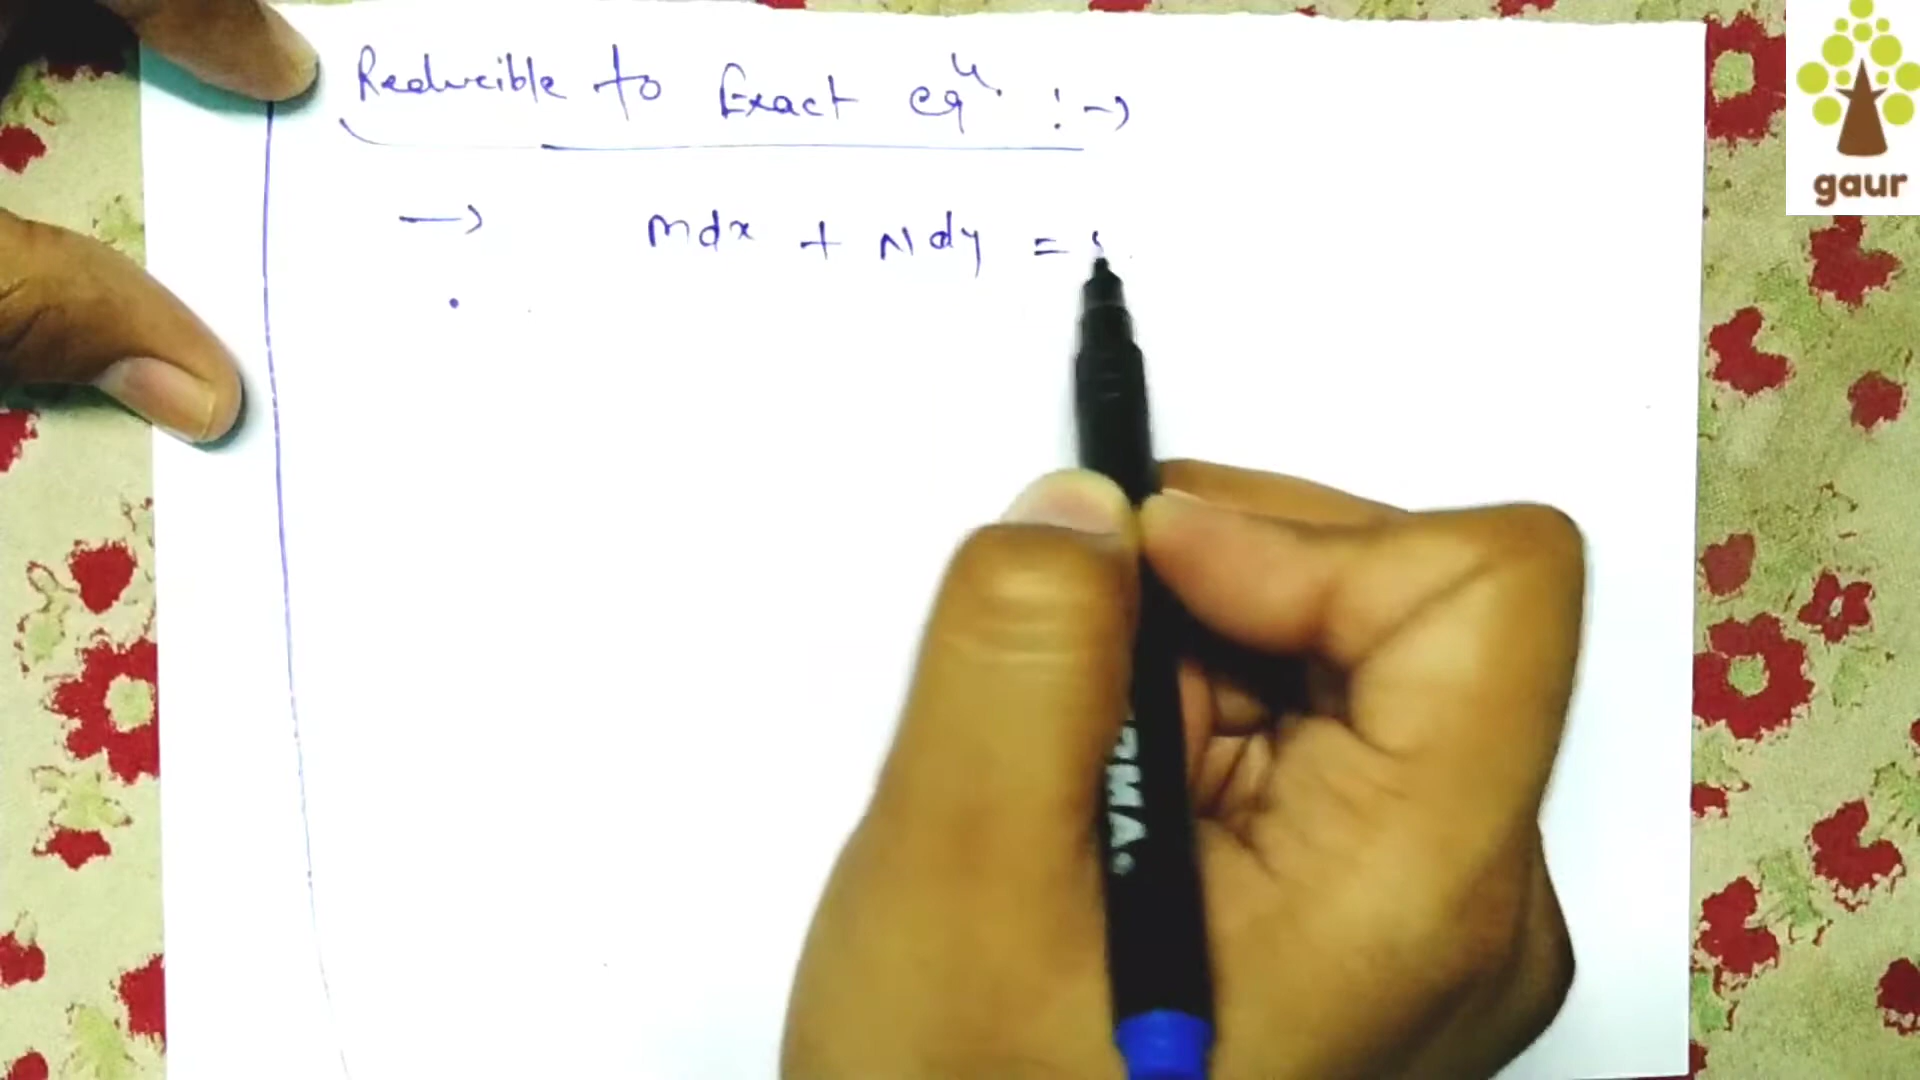 Reducible to Exact eqⁿ. :→
→ Mdx + Ndy =
gaur